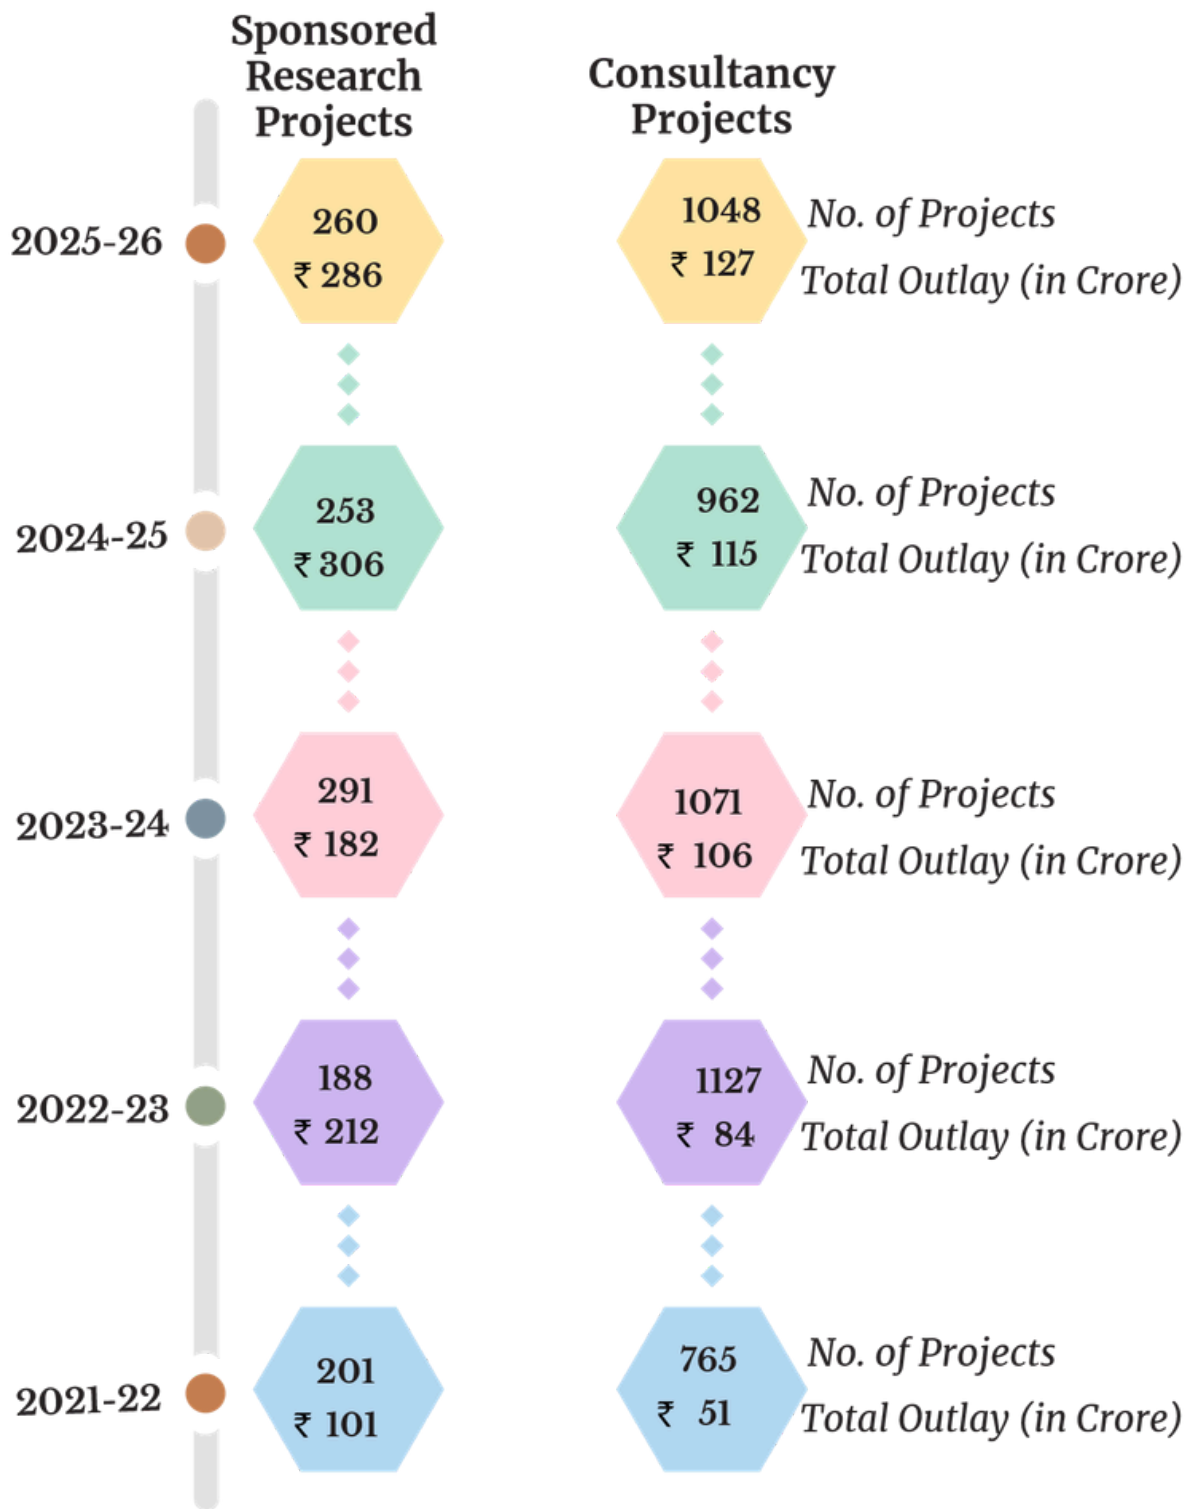 Sponsored
Research
Projects
Consultancy
Projects
2025-26
260
₹ 286
1048
₹ 127
No. of Projects
Total Outlay (in Crore)
2024-25
253
₹ 306
962
₹ 115
No. of Projects
Total Outlay (in Crore)
2023-24
291
₹ 182
1071
₹ 106
No. of Projects
Total Outlay (in Crore)
2022-23
188
₹ 212
1127
₹ 84
No. of Projects
Total Outlay (in Crore)
2021-22
201
₹ 101
765
₹ 51
No. of Projects
Total Outlay (in Crore)